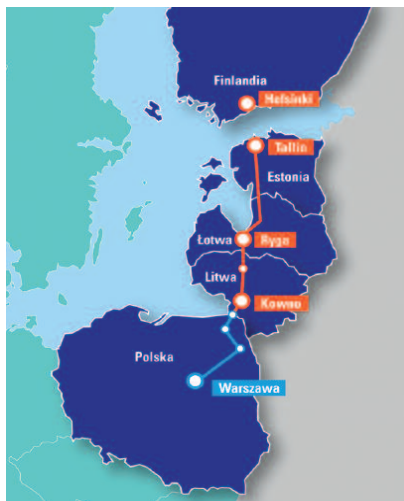 Finlandia
Helsinki
Tallin
Estonia
Łotwa
Ryga
Litwa
Kowno
Polska
Warszawa